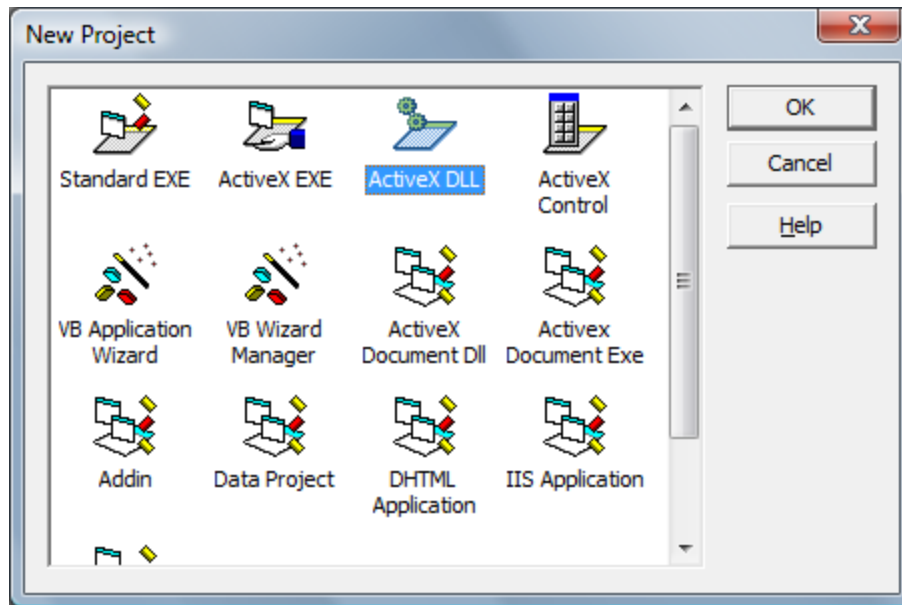 New Project
Standard EXE
ActiveX EXE
ActiveX DLL
ActiveX
Control
VB Application
Wizard
VB Wizard
Manager
ActiveX
Document Dll
Activex
Document Exe
Addin
Data Project
DHTML
Application
IIS Application
OK
Cancel
Help